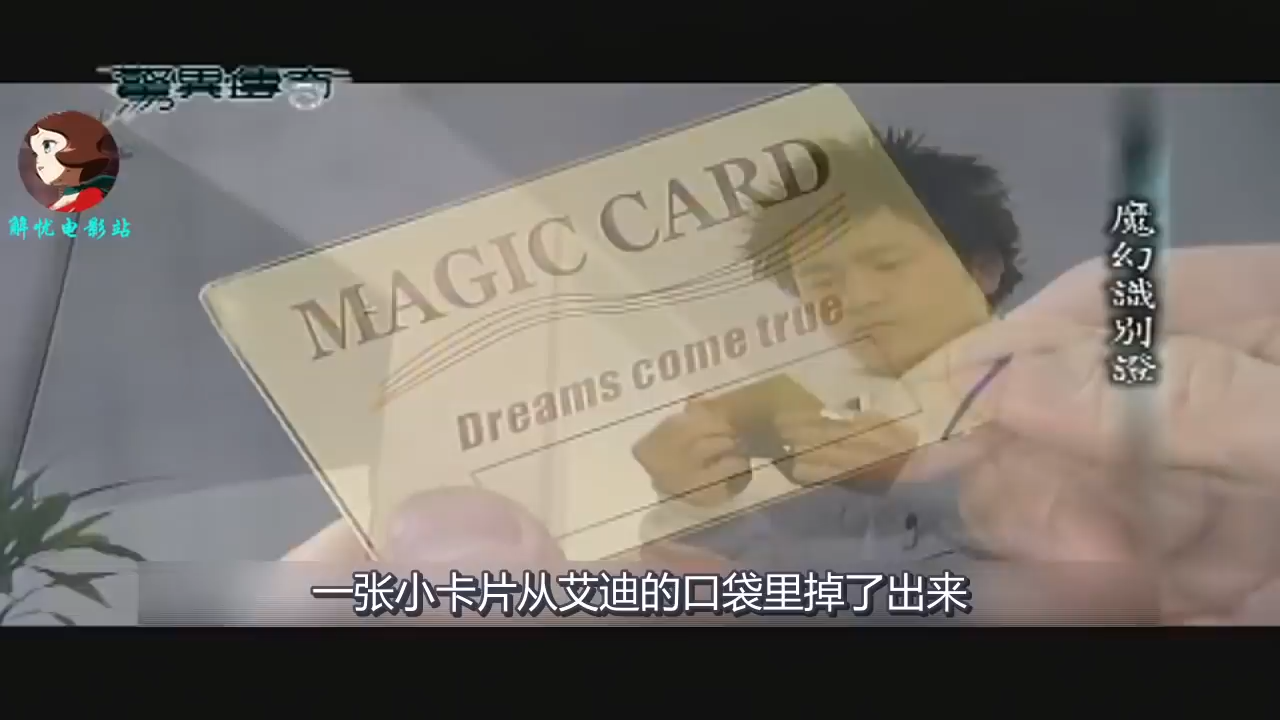 驚異傳奇
解忧电影站
MAGIC CARD
Dreams come true
魔幻識別證
一张小卡片从艾迪的口袋里掉了出来